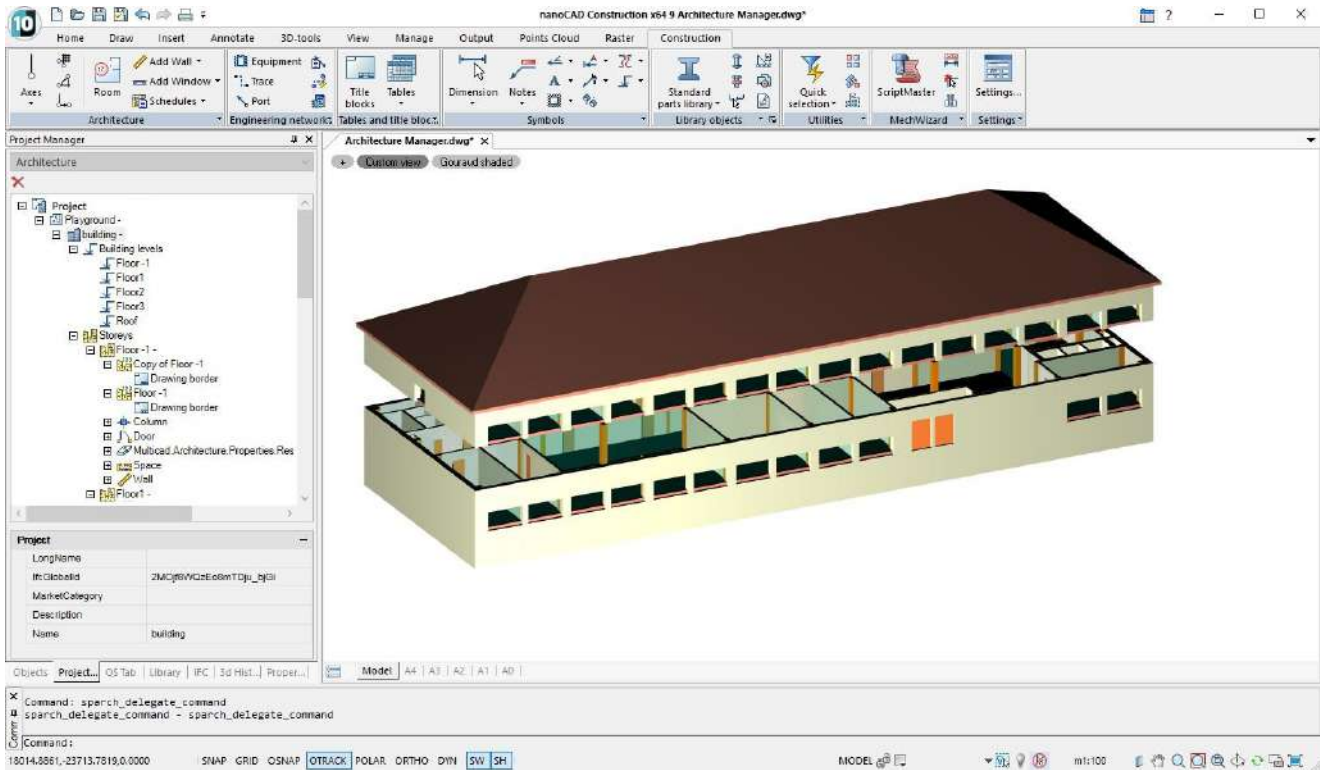 10
nanoCAD Construction x64 9 Architecture Manager.dwg*
?
Home Draw Insert Annotate 3D-tools View Manage Output Points Cloud Raster Construction
Axes
Room
Add Wall
Add Window
Schedules
Architecture
Equipment
Trace
Port
Engineering network:
Title blocks
Tables
Tables and title bloc..
Dimension
Notes
Symbols
Standard parts library
Library objects
Quick selection
Utilities
ScriptMaster
MechWizard
Settings...
Settings
Project Manager
Architecture
Project
Playground -
building -
Building levels
Floor -1
Floor1
Floor2
Floor3
Roof
Storeys
Floor -1 -
Copy of Floor -1
Drawing border
Floor -1
Drawing border
Column
Door
Multicad.Architecture.Properties.Res
Space
Wall
Floor1 -
Project
LongName
IfcGlobalId
MarketCategory
Description
Name building
Objects Project... OS Tab Library IFC 3d Hist... Proper...
Architecture Manager.dwg*
+ Custom view Gouraud shaded
Model A4 A3 A2 A1 A0
Command: sparch_delegate_command
sparch_delegate_command - sparch_delegate_command
Command:
18014.8861,-23713.7819,0.0000 SNAP GRID OSNAP OTRACK POLAR ORTHO DYN SW SH MODEL m1:100